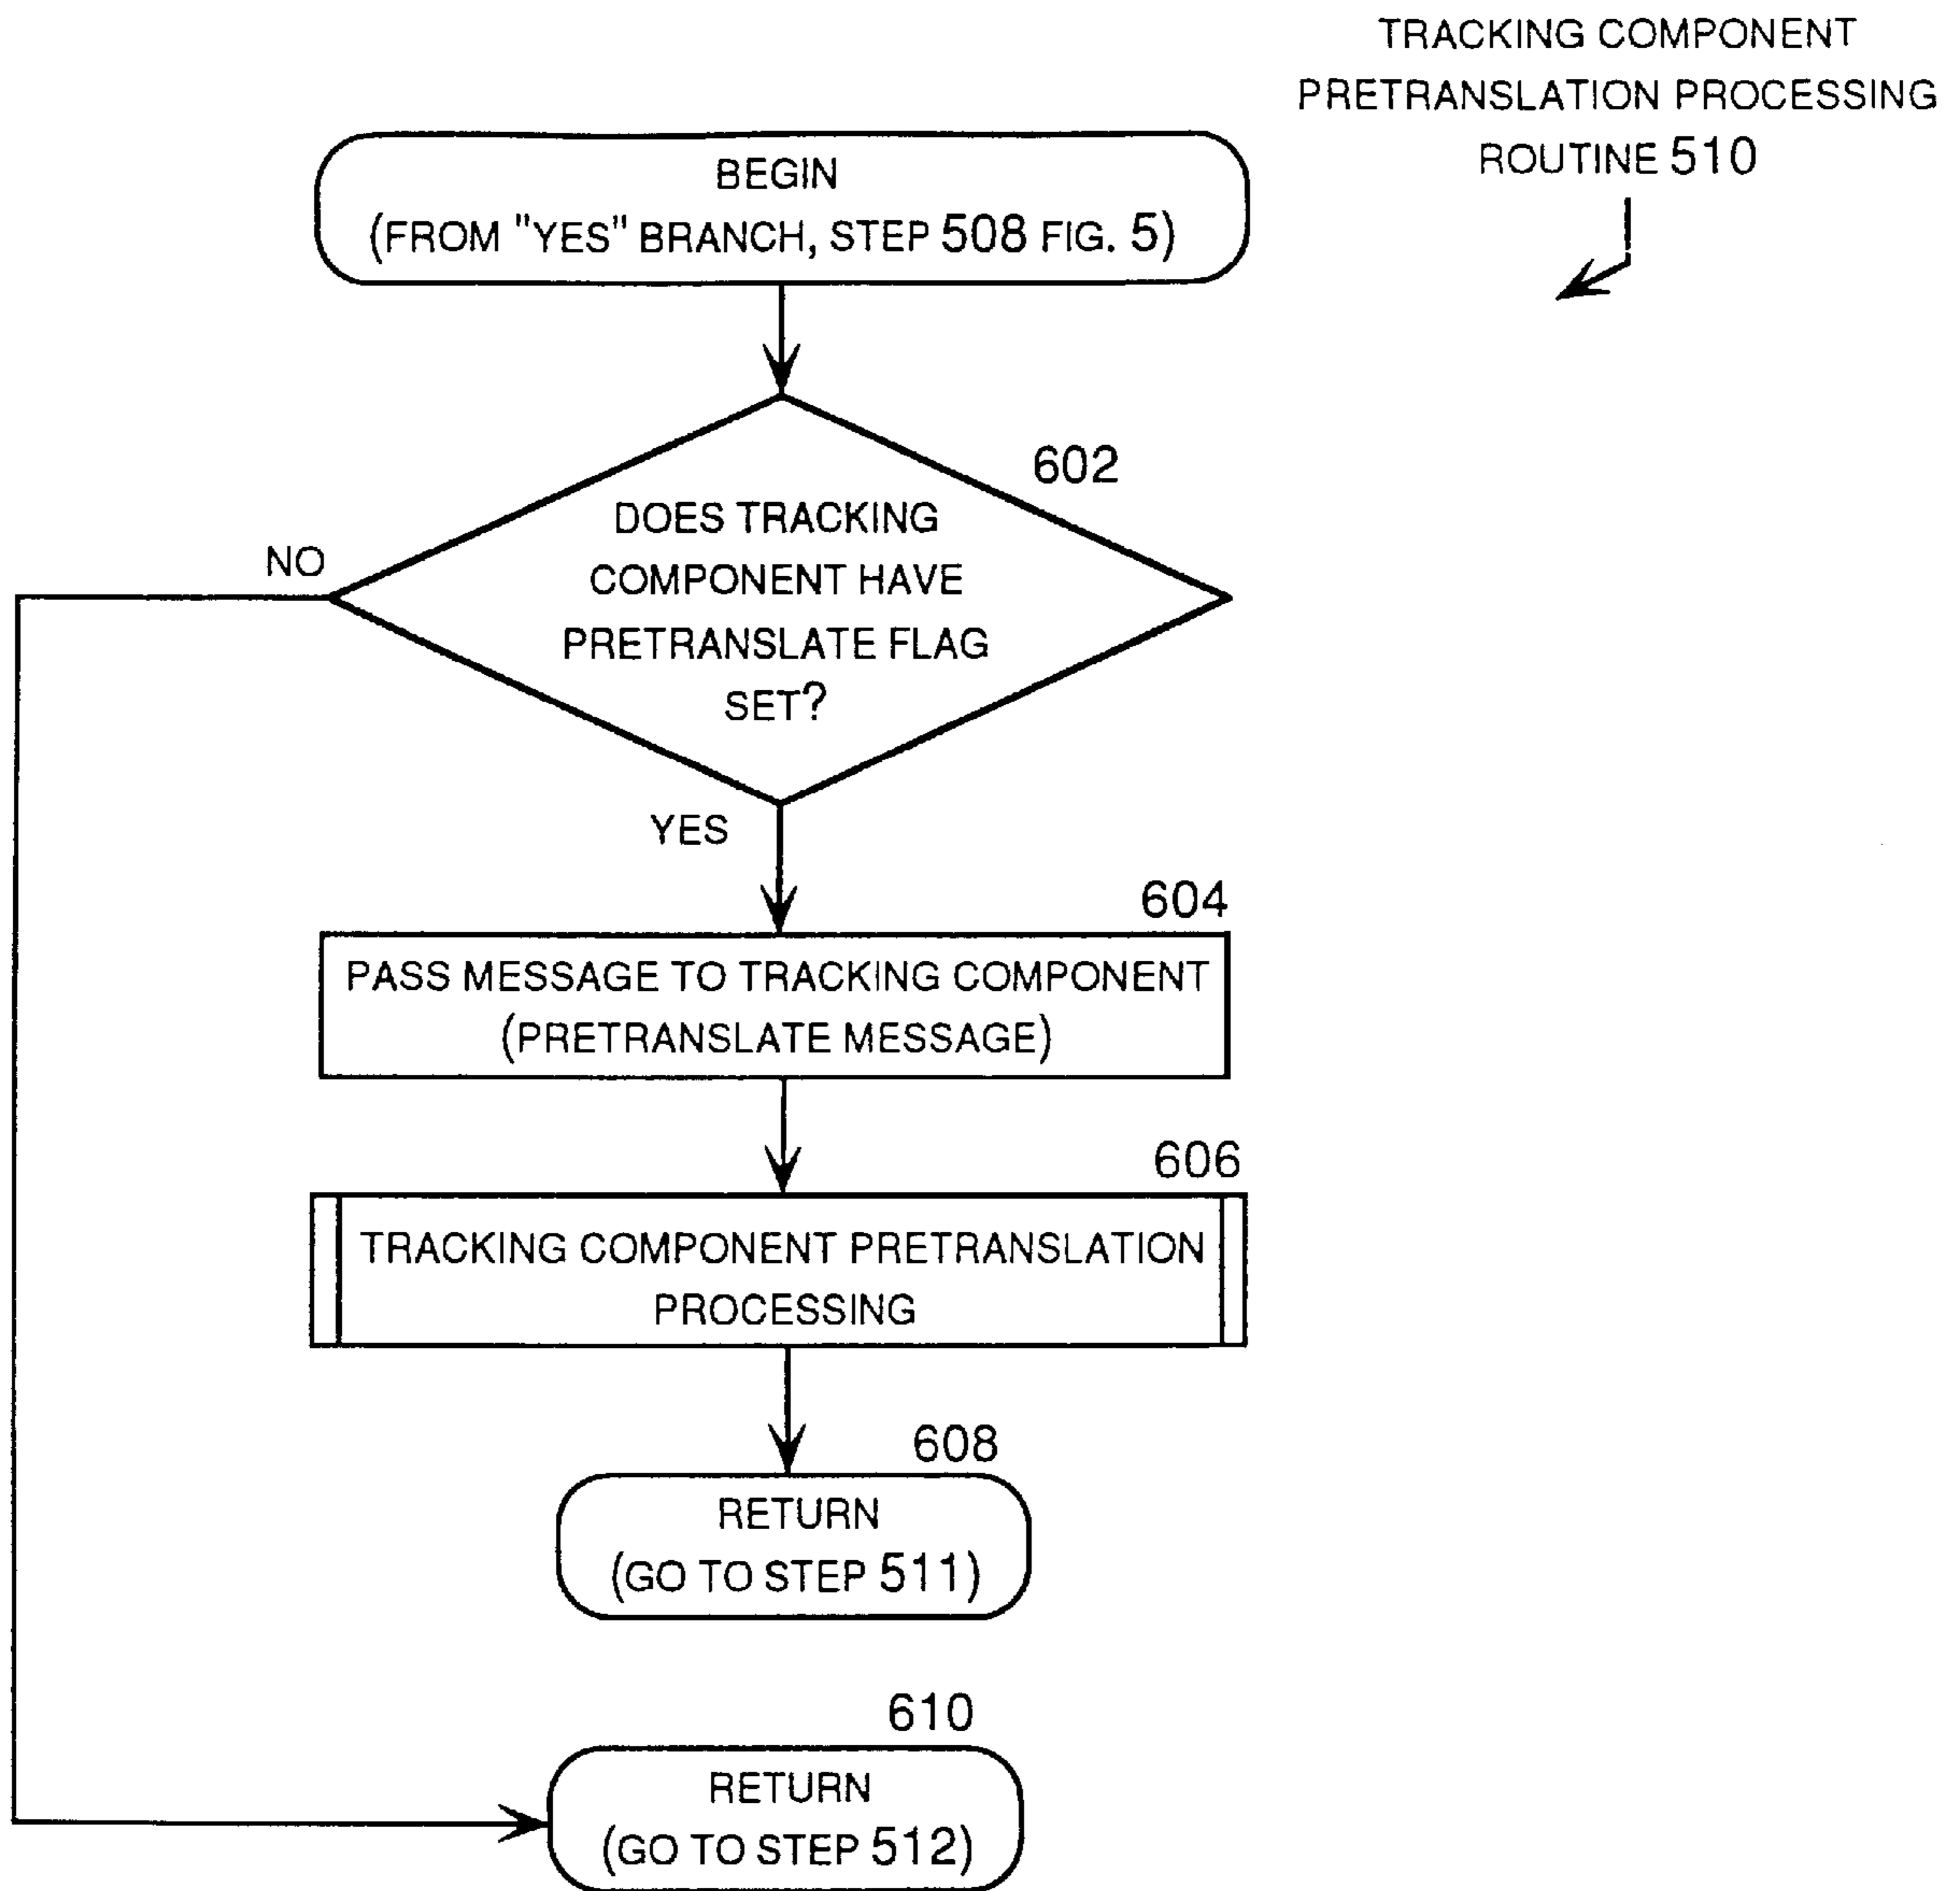 TRACKING COMPONENT
PRETRANSLATION PROCESSING
ROUTINE 510
BEGIN
(FROM "YES" BRANCH, STEP 508 FIG. 5)
602
DOES TRACKING
COMPONENT HAVE
PRETRANSLATE FLAG
SET?
NO
YES
604
PASS MESSAGE TO TRACKING COMPONENT
(PRETRANSLATE MESSAGE)
606
TRACKING COMPONENT PRETRANSLATION
PROCESSING
608
RETURN
(GO TO STEP 511)
610
RETURN
(GO TO STEP 512)